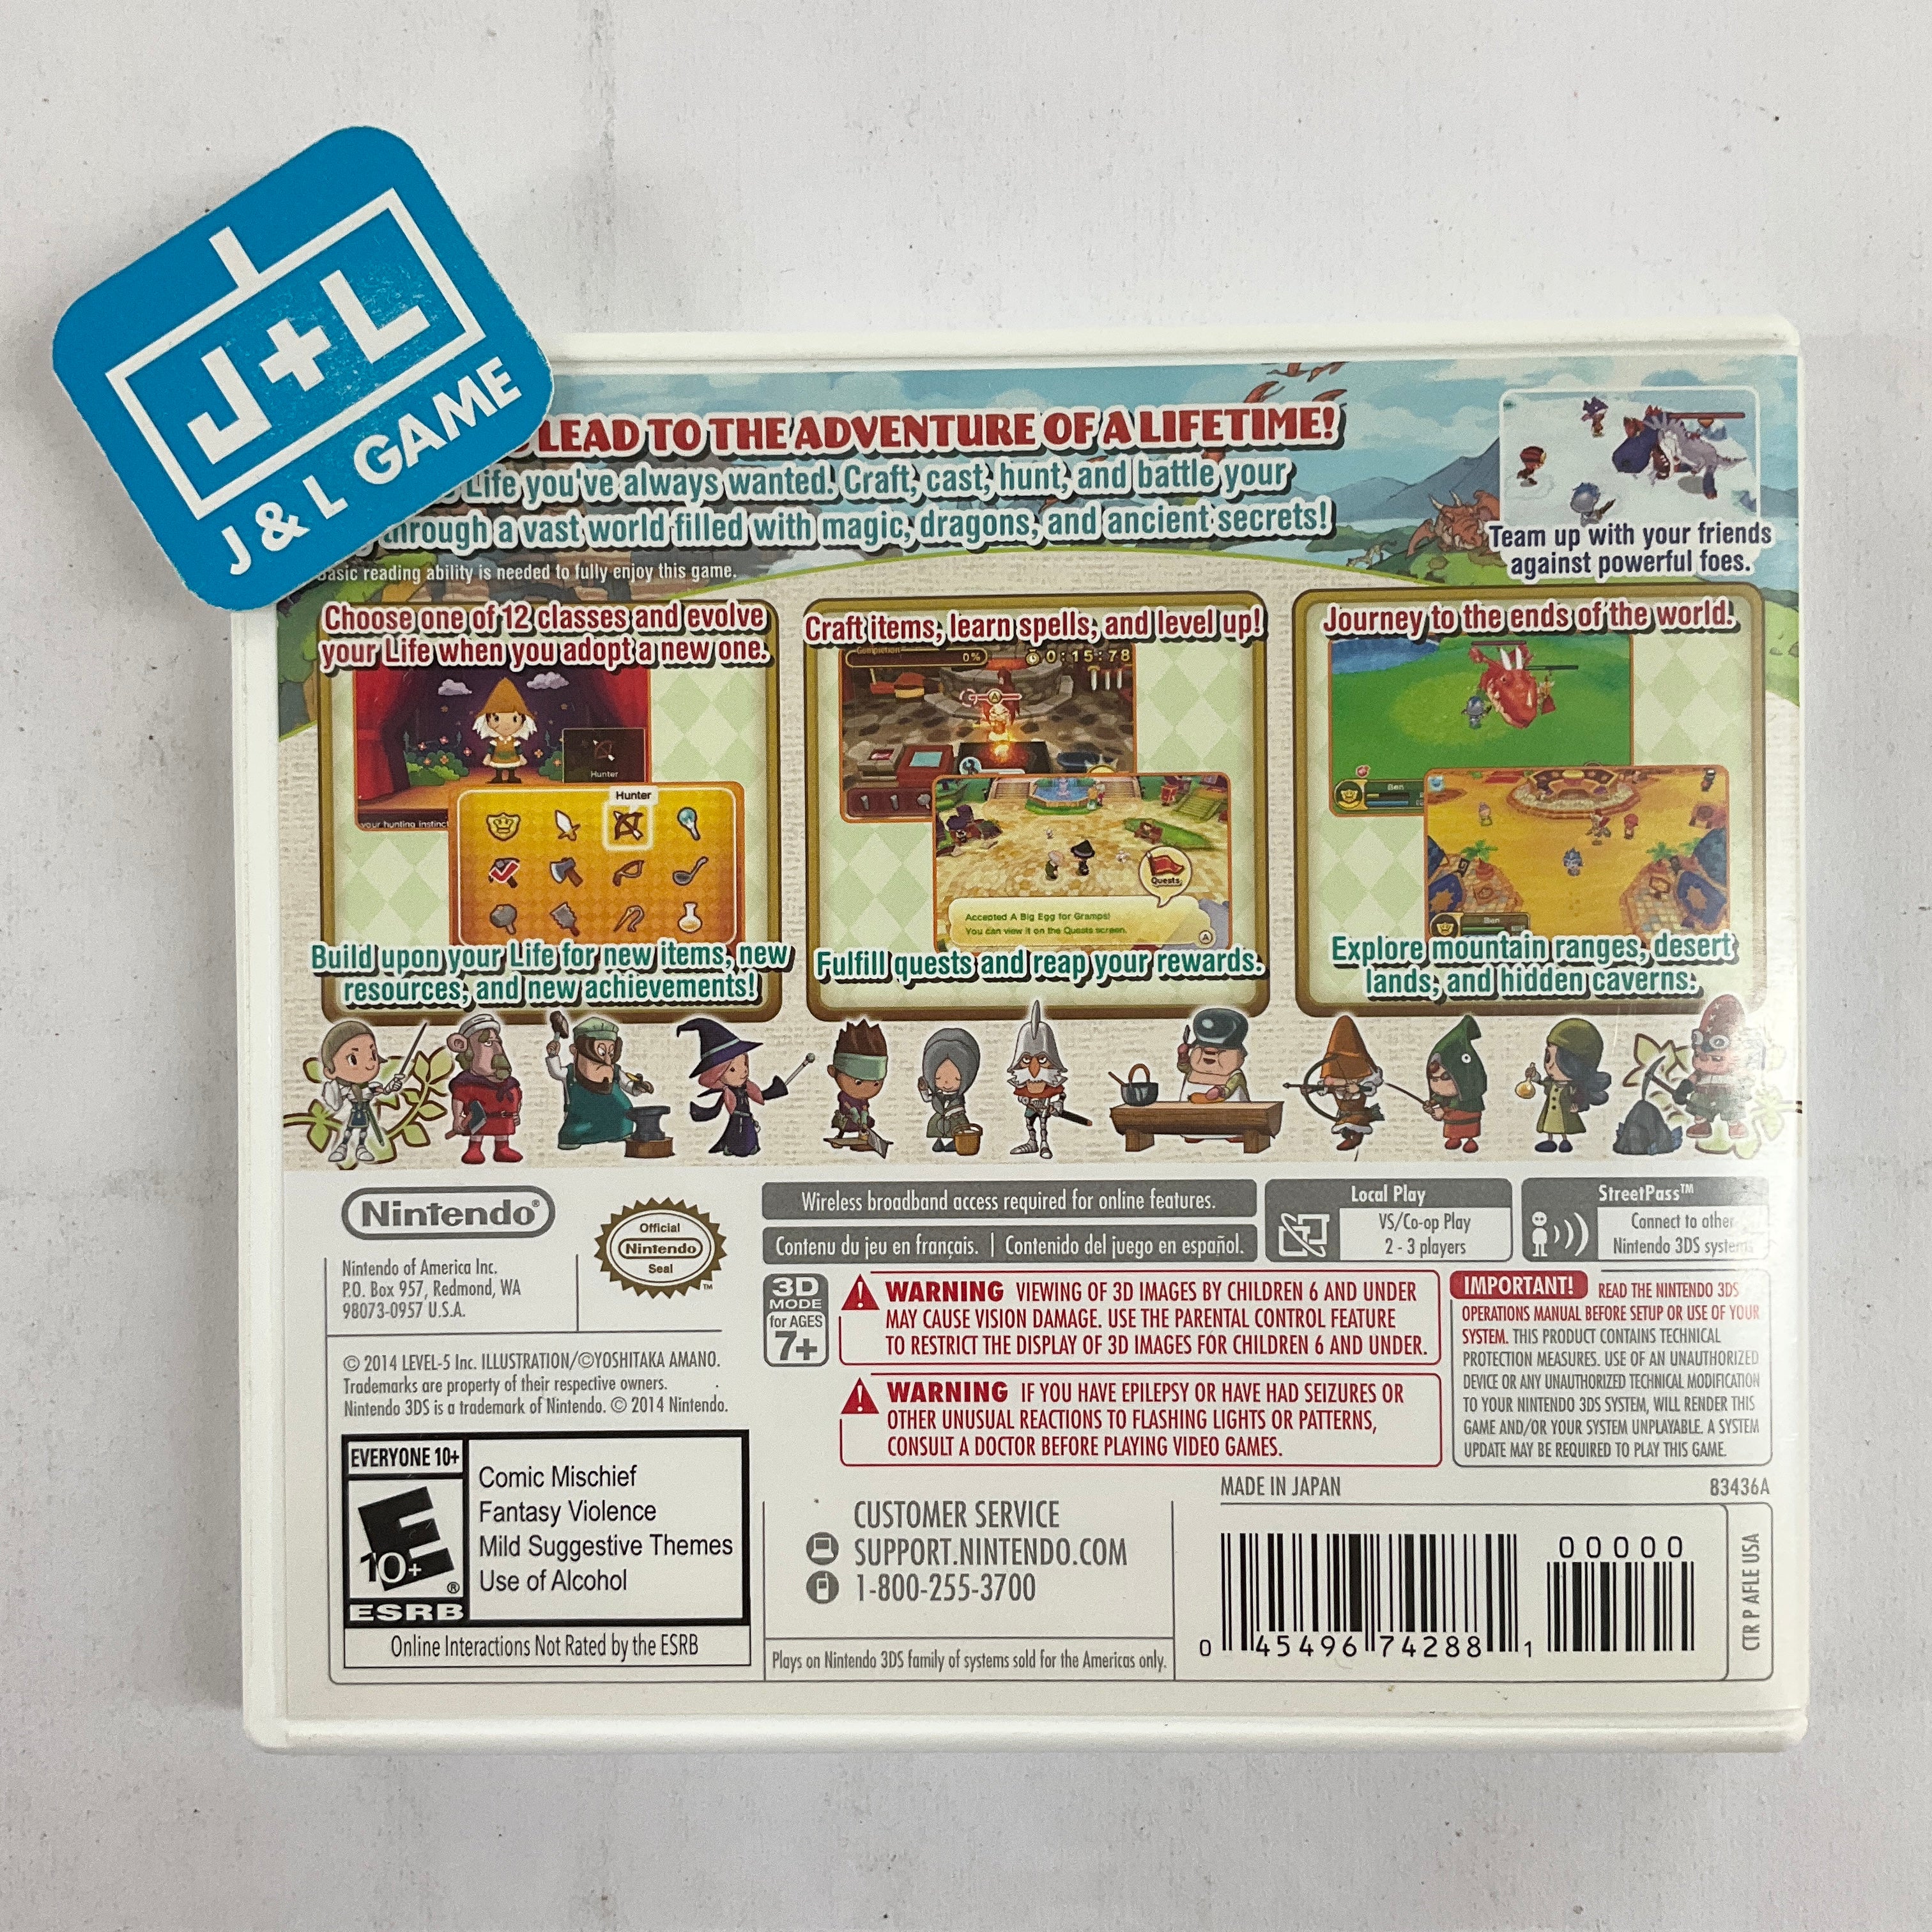 J+L
J & L GAME
LEAD TO THE ADVENTURE OF A LIFETIME!
Life you've always wanted. Craft, cast, hunt, and battle your
through a vast world filled with magic, dragons, and ancient secrets!
Basic reading ability is needed to fully enjoy this game.
Team up with your friends
against powerful foes.
Choose one of 12 classes and evolve
your Life when you adopt a new one.
Hunter
your hunting instinct
Hunter
Build upon your Life for new items, new
resources, and new achievements!
Craft items, learn spells, and level up!
Completion
0%
0:15:78
A
Quests
Accepted A Big Egg for Gramps!
You can view it on the Quests screen.
A
Fulfill quests and reap your rewards.
Journey to the ends of the world.
Ben
Ben
Explore mountain ranges, desert
lands, and hidden caverns.
Nintendo®
Nintendo of America Inc.
P.O. Box 957, Redmond, WA
98073-0957 U.S.A.
Official
Nintendo
Seal
TM
Wireless broadband access required for online features.
Contenu du jeu en français. | Contenido del juego en español.
Local Play
VS/Co-op Play
2 - 3 players
StreetPass™
Connect to other
Nintendo 3DS systems
© 2014 LEVEL-5 Inc. ILLUSTRATION/©YOSHITAKA AMANO.
Trademarks are property of their respective owners.
Nintendo 3DS is a trademark of Nintendo. © 2014 Nintendo.
3D
MODE
for AGES
7+
WARNING VIEWING OF 3D IMAGES BY CHILDREN 6 AND UNDER
MAY CAUSE VISION DAMAGE. USE THE PARENTAL CONTROL FEATURE
TO RESTRICT THE DISPLAY OF 3D IMAGES FOR CHILDREN 6 AND UNDER.
WARNING IF YOU HAVE EPILEPSY OR HAVE HAD SEIZURES OR
OTHER UNUSUAL REACTIONS TO FLASHING LIGHTS OR PATTERNS,
CONSULT A DOCTOR BEFORE PLAYING VIDEO GAMES.
IMPORTANT! READ THE NINTENDO 3DS
OPERATIONS MANUAL BEFORE SETUP OR USE OF YOUR
SYSTEM. THIS PRODUCT CONTAINS TECHNICAL
PROTECTION MEASURES. USE OF AN UNAUTHORIZED
DEVICE OR ANY UNAUTHORIZED TECHNICAL MODIFICATION
TO YOUR NINTENDO 3DS SYSTEM, WILL RENDER THIS
GAME AND/OR YOUR SYSTEM UNPLAYABLE. A SYSTEM
UPDATE MAY BE REQUIRED TO PLAY THIS GAME.
EVERYONE 10+
E
10+
®
ESRB
Comic Mischief
Fantasy Violence
Mild Suggestive Themes
Use of Alcohol
Online Interactions Not Rated by the ESRB
CUSTOMER SERVICE
SUPPORT.NINTENDO.COM
1-800-255-3700
Plays on Nintendo 3DS family of systems sold for the Americas only.
MADE IN JAPAN
83436A
00000
0 45496 74288 1
CTR P AFLE USA